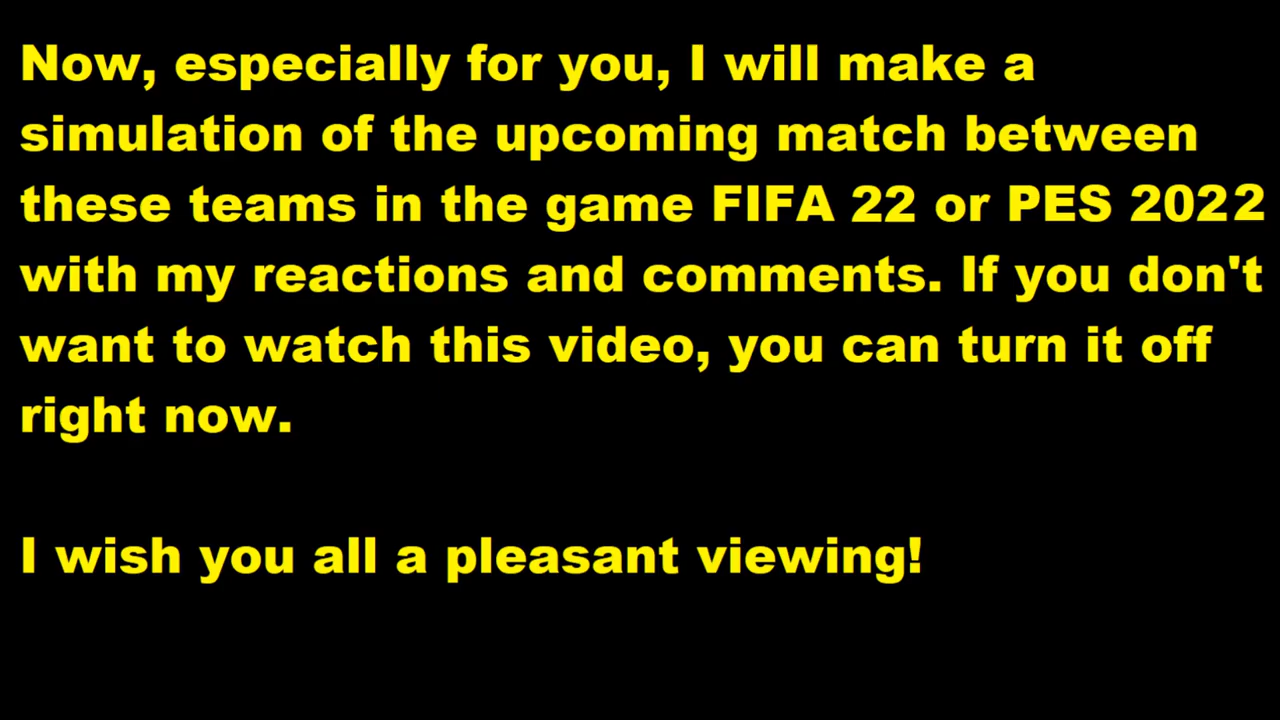 Now, especially for you, I will make a
simulation of the upcoming match between
these teams in the game FIFA 22 or PES 2022
with my reactions and comments. If you don't
want to watch this video, you can turn it off
right now.
I wish you all a pleasant viewing!